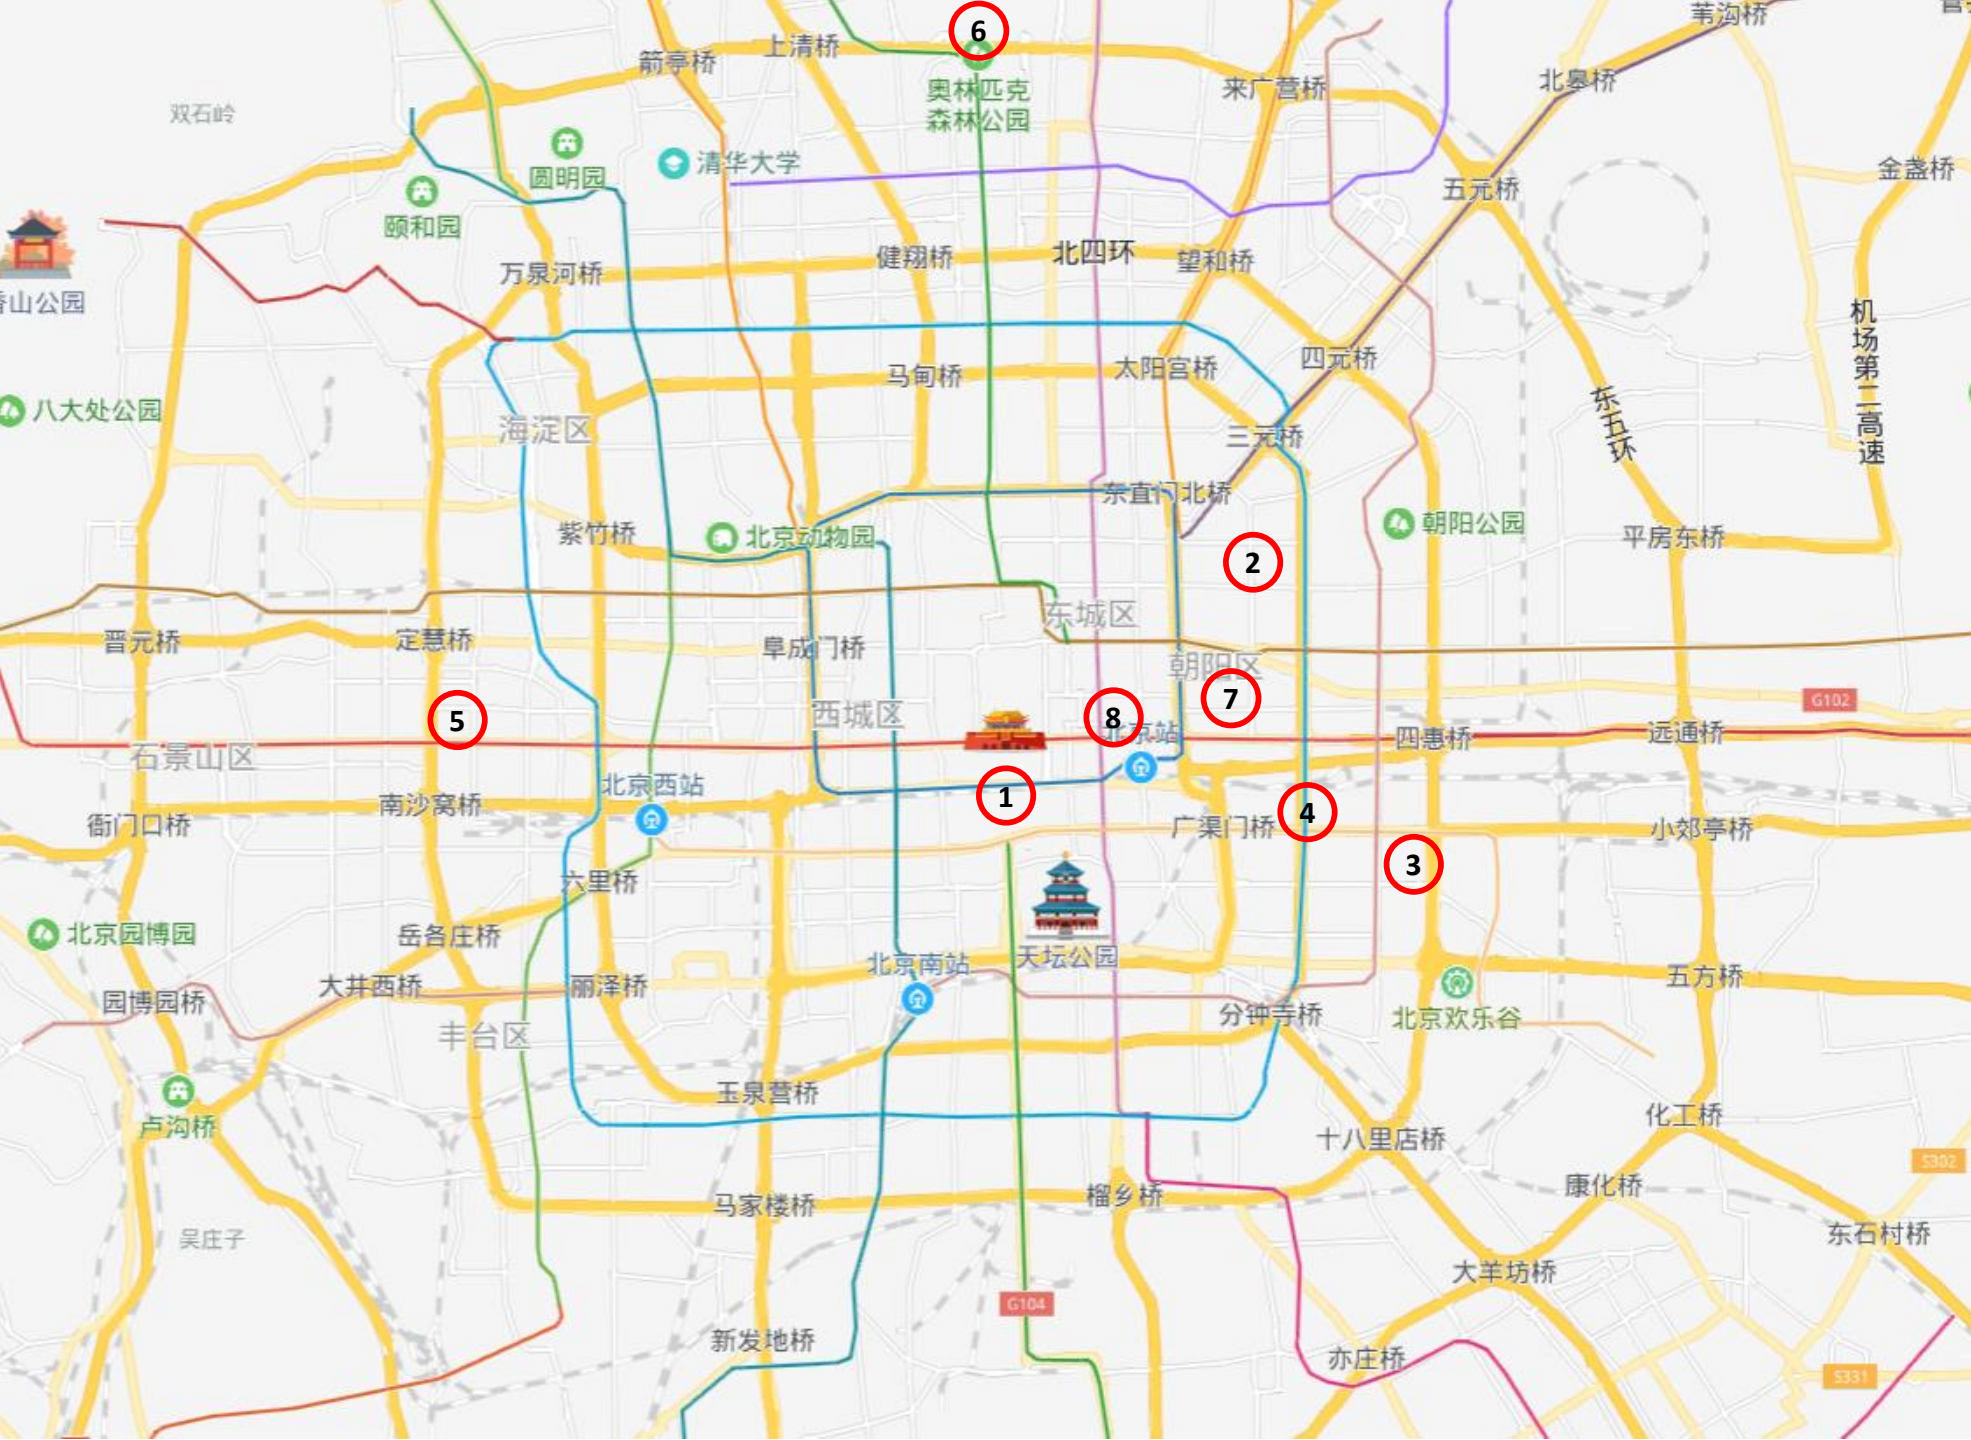 苇沟桥
6
上清桥
箭亭桥
北皋桥
来广营桥
奥林匹克
森林公园
双石岭
清华大学
金盏桥
圆明园
五元桥
颐和园
北四环
健翔桥
望和桥
万泉河桥
香山公园
机场第二高速
四元桥
太阳宫桥
马甸桥
八大处公园
东五环
海淀区
三元桥
东直门北桥
朝阳公园
紫竹桥
北京动物园
平房东桥
2
东城区
晋元桥
定慧桥
阜成门桥
朝阳区
7
G102
5
西城区
8
北京站
四惠桥
远通桥
石景山区
北京西站
1
南沙窝桥
4
衙门口桥
广渠门桥
小郊亭桥
3
六里桥
北京园博园
岳各庄桥
天坛公园
北京南站
五方桥
大井西桥
丽泽桥
园博园桥
分钟寺桥
北京欢乐谷
丰台区
玉泉营桥
卢沟桥
化工桥
十八里店桥
S302
康化桥
榴乡桥
马家楼桥
吴庄子
东石村桥
大羊坊桥
G104
新发地桥
亦庄桥
S331